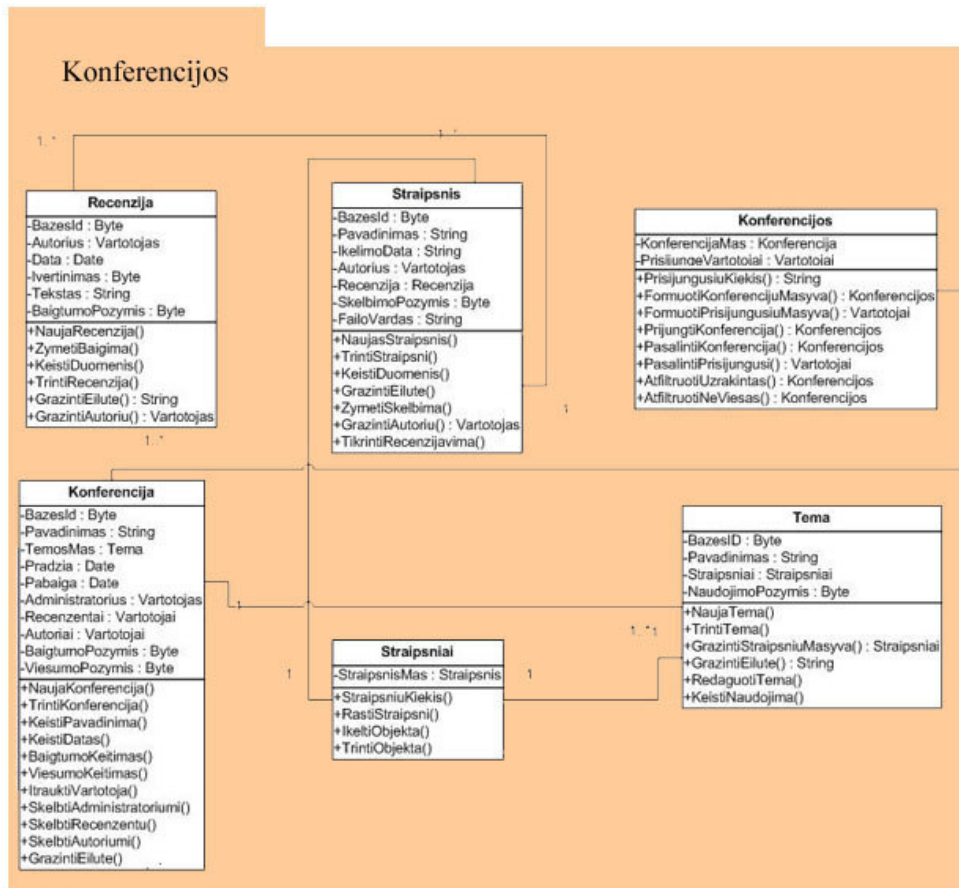 Konferencijos
1..*
1..*
Recenzija
-BazesId : Byte
-Autorius : Vartotojas
-Data : Date
-Ivertinimas : Byte
-Tekstas : String
-BaigtumoPozymis : Byte
+NaujaRecenzija()
+ZymetiBaigima()
+KeistiDuomenis()
+TrintiRecenzija()
+GrazintiEilute() : String
+GrazintiAutoriu() : Vartotojas
Straipsnis
-BazesId : Byte
-Pavadinimas : String
-IkelimoData : String
-Autorius : Vartotojas
-Recenzija : Recenzija
-SkelbimoPozymis : Byte
-FailoVardas : String
+NaujasStraipsnis()
+TrintiStraipsni()
+KeistiDuomenis()
+GrazintiEilute()
+ZymetiSkelbima()
+GrazintiAutoriu() : Vartotojas
+TikrintiRecenzijavima()
1
Konferencijos
-KonferencijaMas : Konferencija
-PrisijungeVartotojai : Vartotojai
+PrisijungusiuKiekis() : String
+FormuotiKonferencijuMasyva() : Konferencijos
+FormuotiPrisijungusiuMasyva() : Vartotojai
+PrijungtiKonferencija() : Konferencijos
+PasalintiKonferencija() : Konferencijos
+PasalintiPrisijungusi() : Vartotojai
+AtfiltruotiUzrakintas() : Konferencijos
+AtfiltruotiNeViesas() : Konferencijos
1..*
Konferencija
-BazesId : Byte
-Pavadinimas : String
-TemosMas : Tema
-Pradzia : Date
-Pabaiga : Date
-Administratorius : Vartotojas
-Recenzentai : Vartotojai
-Autoriai : Vartotojai
-BaigtumoPozymis : Byte
-ViesumoPozymis : Byte
+NaujaKonferencija()
+TrintiKonferencija()
+KeistiPavadinima()
+KeistiDatas()
+BaigtumoKeitimas()
+ViesumoKeitimas()
+ItrauktiVartotoja()
+SkelbtiAdministratoriumi()
+SkelbtiRecenzentu()
+SkelbtiAutoriumi()
+GrazintiEilute()
1
1
Straipsniai
-StraipsnisMas : Straipsnis
+StraipsniuKiekis()
+RastiStraipsni()
+IkeltiObjekta()
+TrintiObjekta()
1
1..*1
Tema
-BazesID : Byte
-Pavadinimas : String
-Straipsniai : Straipsniai
-NaudojimoPozymis : Byte
+NaujaTema()
+TrintiTema()
+GrazintiStraipsniuMasyva() : Straipsniai
+GrazintiEilute() : String
+RedaguotiTema()
+KeistiNaudojima()